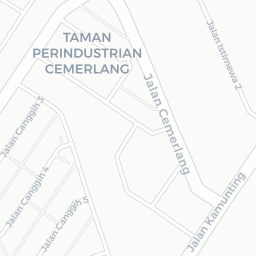 TAMAN
PERINDUSTRIAN
CEMERLANG
Jalan Istimewa 2
Jalan Cemerlang
Jalan Canggih 3
Jalan Canggih 4
Jalan Canggih 5
Jalan Kamunting